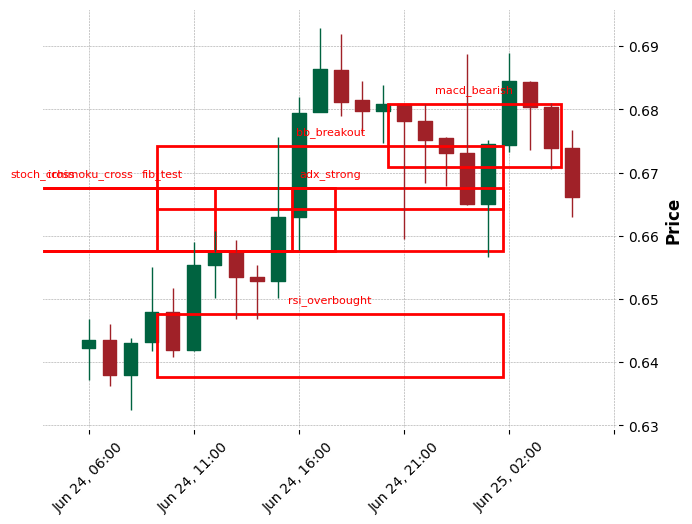 0.69
macd_bearish
0.68
bb_breakout
stoch_cross
ichimoku_cross
fib_test
adx_strong
0.67
0.66
Price
rsi_overbought
0.65
0.64
0.63
Jun 24, 06:00
Jun 24, 11:00
Jun 24, 16:00
Jun 24, 21:00
Jun 25, 02:00